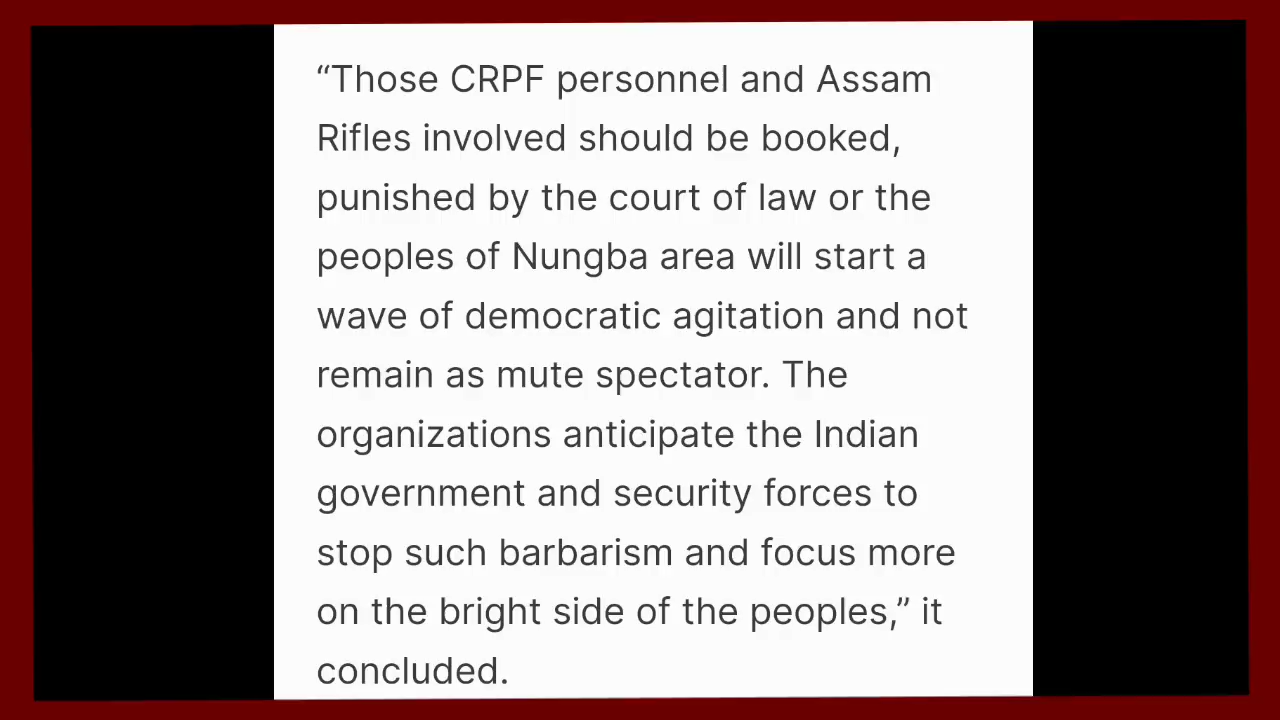 “Those CRPF personnel and Assam
Rifles involved should be booked,
punished by the court of law or the
peoples of Nungba area will start a
wave of democratic agitation and not
remain as mute spectator. The
organizations anticipate the Indian
government and security forces to
stop such barbarism and focus more
on the bright side of the peoples,” it
concluded.